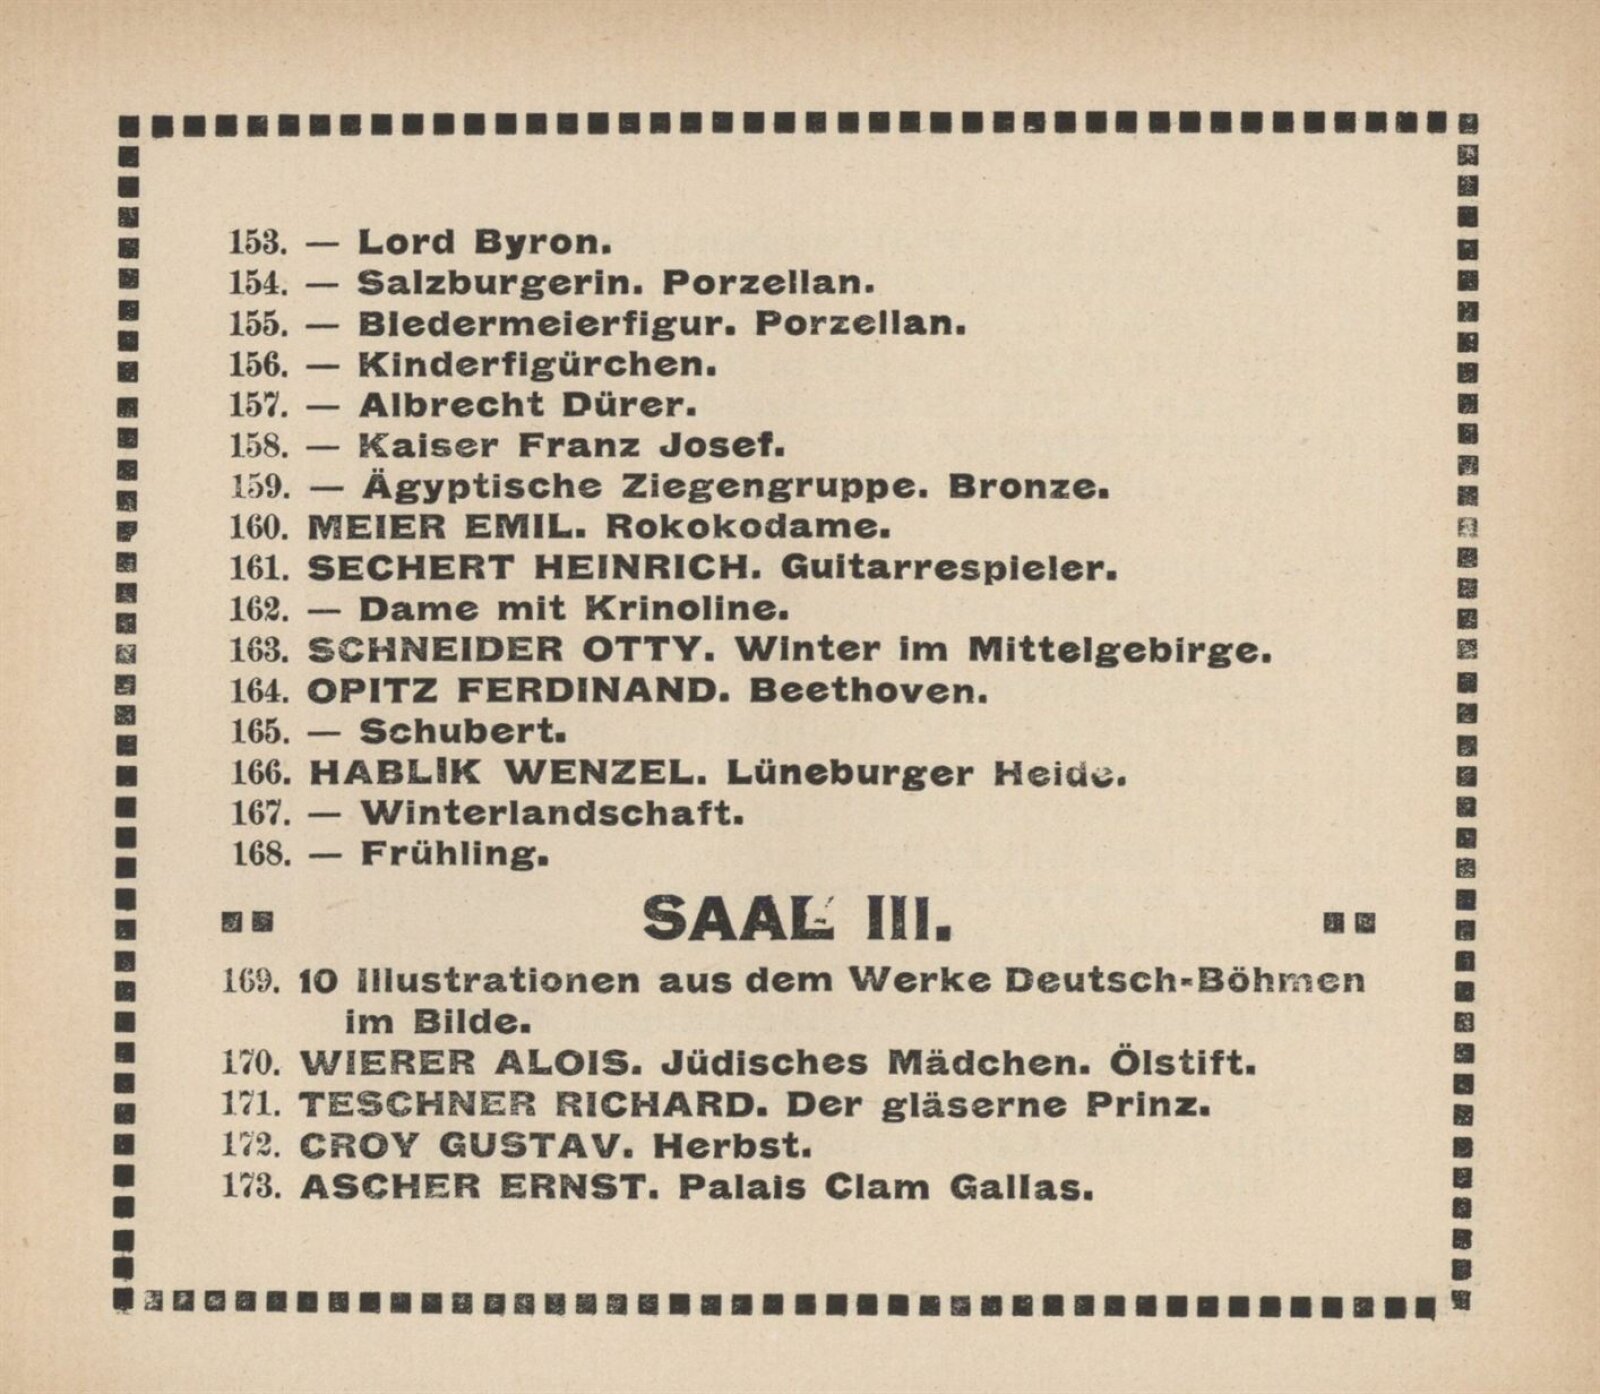 153. — Lord Byron.
154. — Salzburgerin. Porzellan.
155. — Biedermeierfigur. Porzellan.
156. — Kinderfigürchen.
157. — Albrecht Dürer.
158. — Kaiser Franz Josef.
159. — Ägyptische Ziegengruppe. Bronze.
160. MEIER EMIL. Rokokodame.
161. SECHERT HEINRICH. Guitarrespieler.
162. — Dame mit Krinoline.
163. SCHNEIDER OTTY. Winter im Mittelgebirge.
164. OPITZ FERDINAND. Beethoven.
165. — Schubert.
166. HABLIK WENZEL. Lüneburger Heide.
167. — Winterlandschaft.
168. — Frühling.
SAAL III.
169. 10 Illustrationen aus dem Werke Deutsch-Böhmen
im Bilde.
170. WIERER ALOIS. Jüdisches Mädchen. Ölstift.
171. TESCHNER RICHARD. Der gläserne Prinz.
172. CROY GUSTAV. Herbst.
173. ASCHER ERNST. Palais Clam Gallas.